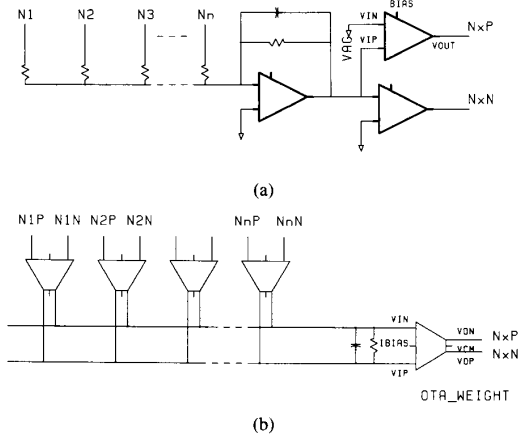 N1 N2 N3 Nn
BIAS
VIN
NxP
VAG
VIP
VOUT
NxN
(a)
N1P N1N N2P N2N NnP NnN
VIN
VON
NxP
IBIAS
VCM
NxN
VIP
VOP
OTA_WEIGHT
(b)